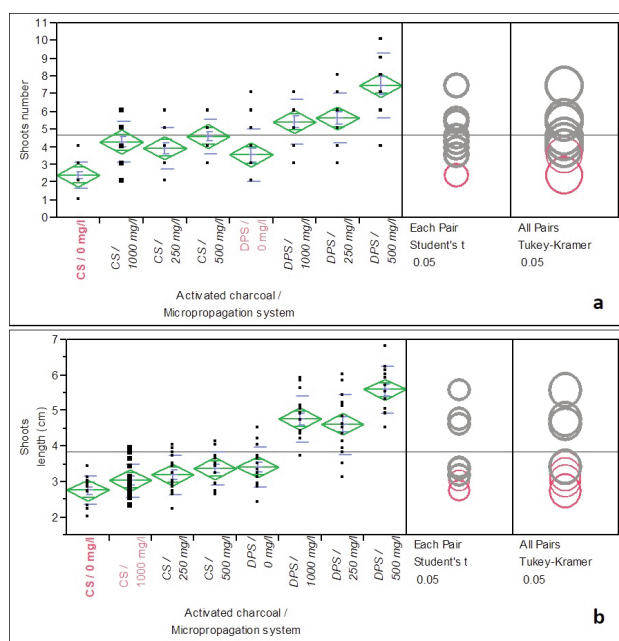 11
10
9
8
7
6
5
4
3
2
1
0
Shoots number
CS / 0 mg/l
CS /
1000 mg/l
CS /
250 mg/l
CS /
500 mg/l
DPS /
0 mg/l
DPS /
1000 mg/l
DPS /
250 mg/l
DPS /
500 mg/l
Each Pair
Student's t
0.05
All Pairs
Tukey-Kramer
0.05
Activated charcoal /
Micropropagation system
a
7
6
5
4
3
2
Shoots
length (cm)
CS / 0 mg/l
CS /
1000 mg/l
CS /
250 mg/l
CS /
500 mg/l
DPS /
0 mg/l
DPS /
1000 mg/l
DPS /
250 mg/l
DPS /
500 mg/l
Each Pair
Student's t
0.05
All Pairs
Tukey-Kramer
0.05
Activated charcoal /
Micropropagation system
b